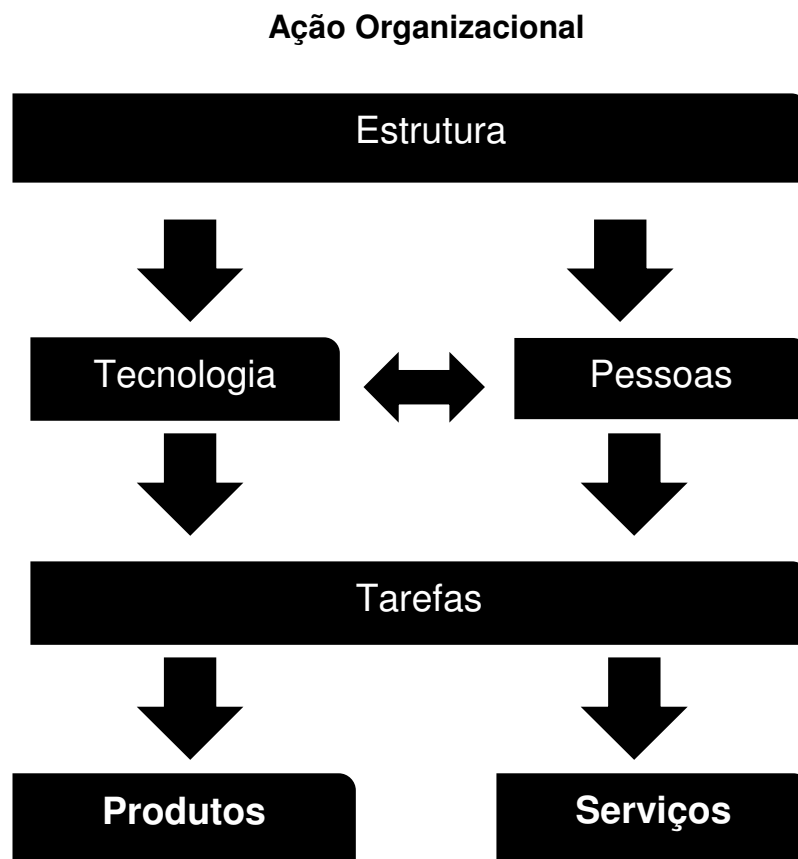 Ação Organizacional
Estrutura
Tecnologia
Pessoas
Tarefas
Produtos
Serviços